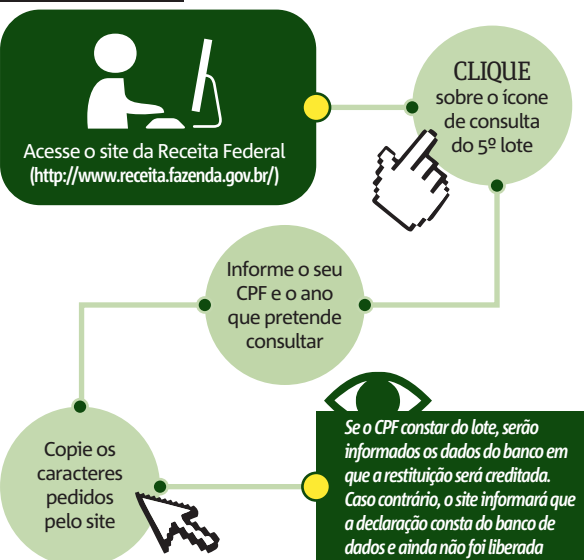 Acesse o site da Receita Federal
(http://www.receita.fazenda.gov.br/)
CLIQUE
sobre o ícone
de consulta
do 5º lote
Informe o seu
CPF e o ano
que pretende
consultar
Copie os
caracteres
pedidos
pelo site
Se o CPF constar do lote, serão
informados os dados do banco em
que a restituição será creditada.
Caso contrário, o site informará que
a declaração consta do banco de
dados e ainda não foi liberada